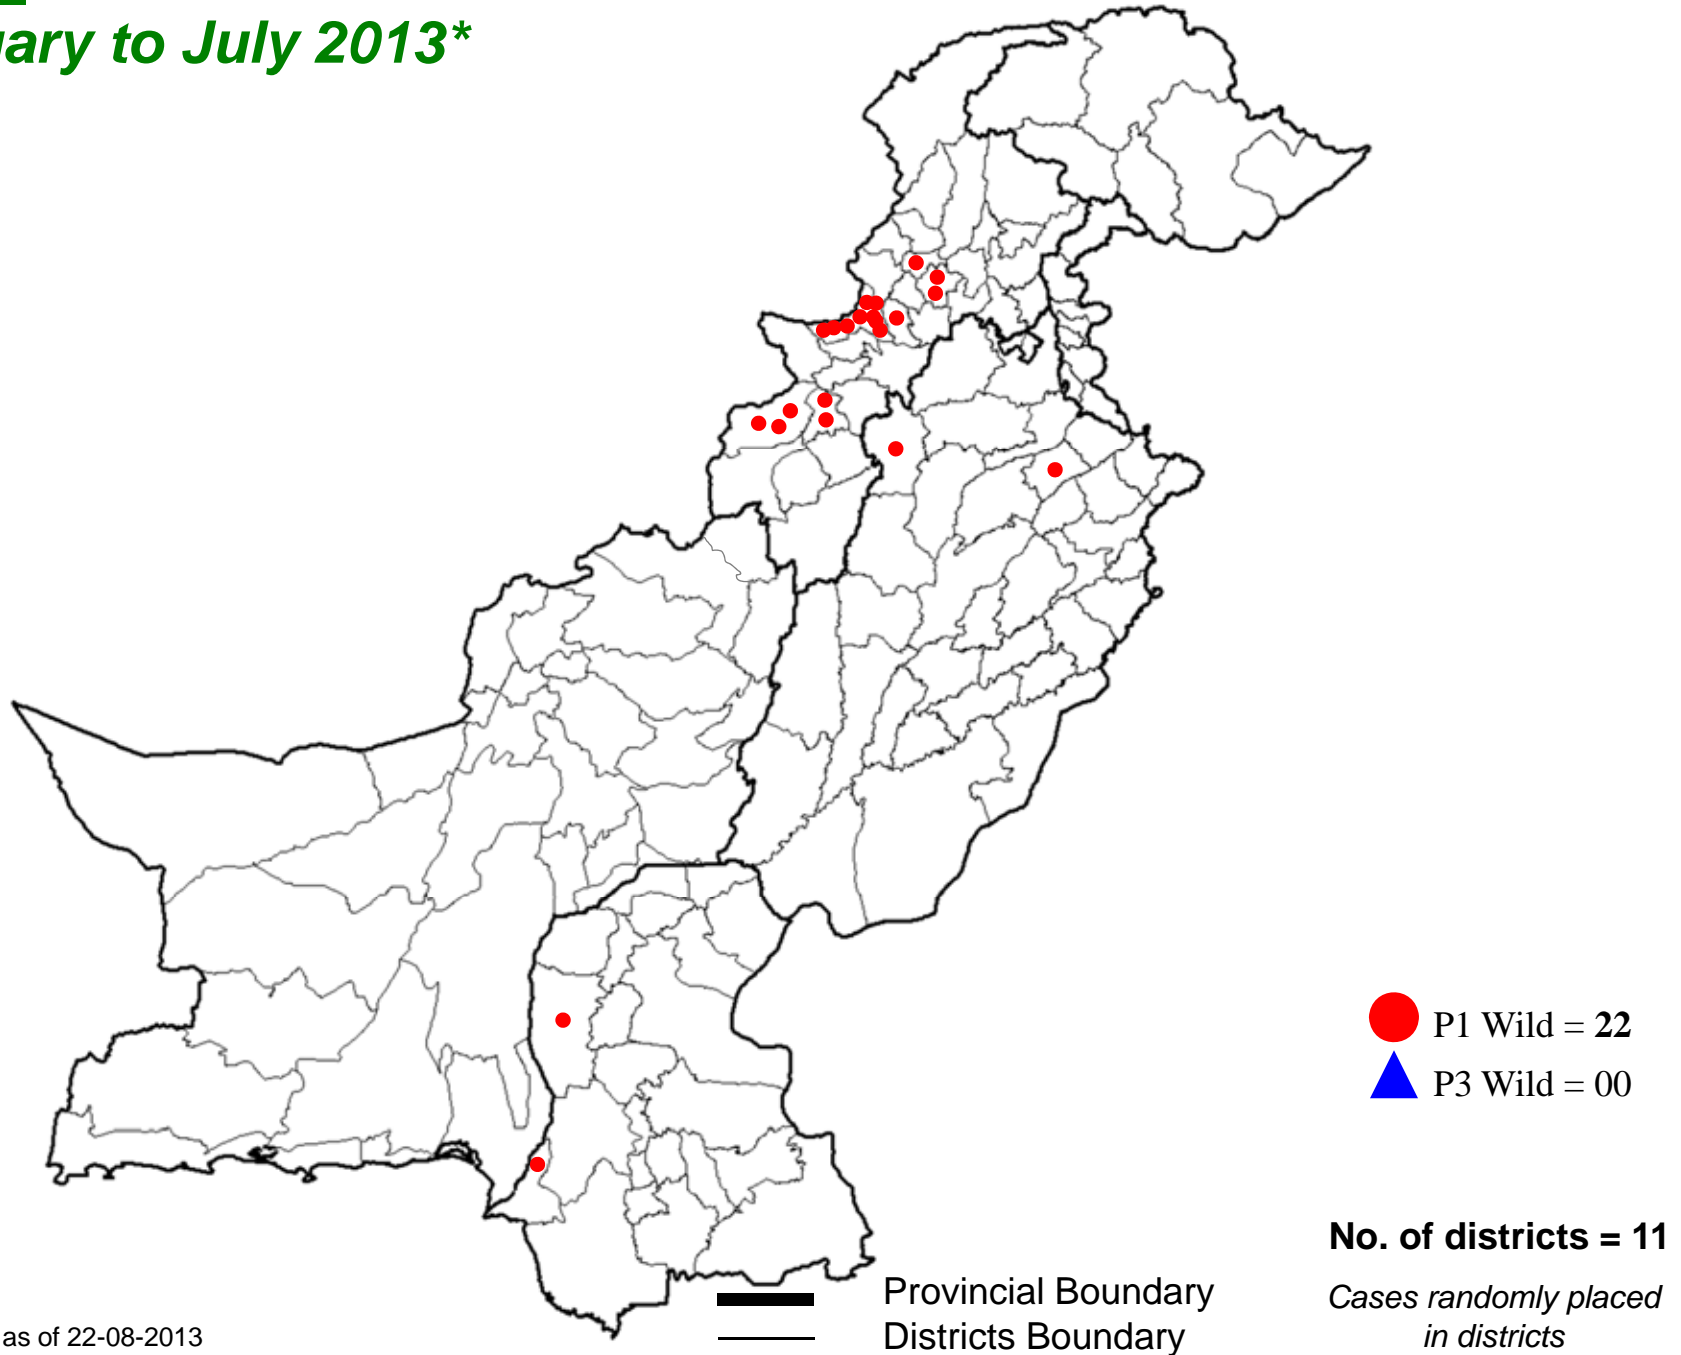 to July 2013*
P1 Wild = 22
P3 Wild = 00
No. of districts = 11
Cases randomly placed
in districts
Provincial Boundary
Districts Boundary
as of 22-08-2013